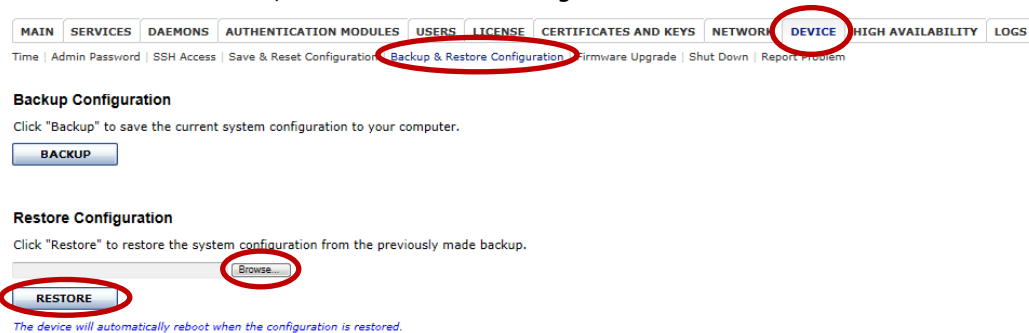 MAIN SERVICES DAEMONS AUTHENTICATION MODULES USERS LICENSE CERTIFICATES AND KEYS NETWORK DEVICE HIGH AVAILABILITY LOGS
Time | Admin Password | SSH Access | Save & Reset Configuration | Backup & Restore Configuration | Firmware Upgrade | Shut Down | Report Problem
Backup Configuration
Click "Backup" to save the current system configuration to your computer.
BACKUP
Restore Configuration
Click "Restore" to restore the system configuration from the previously made backup.
Browse...
RESTORE
The device will automatically reboot when the configuration is restored.